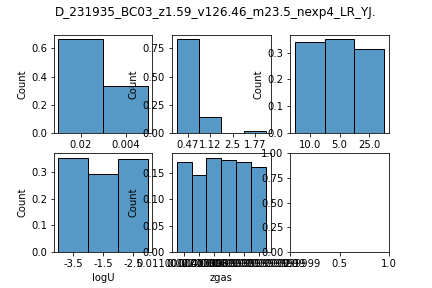 D_231935_BC03_z1.59_v126.46_m23.5_nexp4_LR_YJ.
0.6
0.4
0.2
0.0
Count
0.02 0.004
0.75
0.50
0.25
0.00
Count
0.47 1.12 2.5 1.77
0.3
0.2
0.1
0.0
Count
10.0 5.0 25.0
0.3
0.2
0.1
0.0
Count
-3.5 -1.5 -2.5
logU
0.15
0.10
0.05
0.00
Count
zgas
1.00
0.75
0.50
0.25
0.00
0.5 1.0